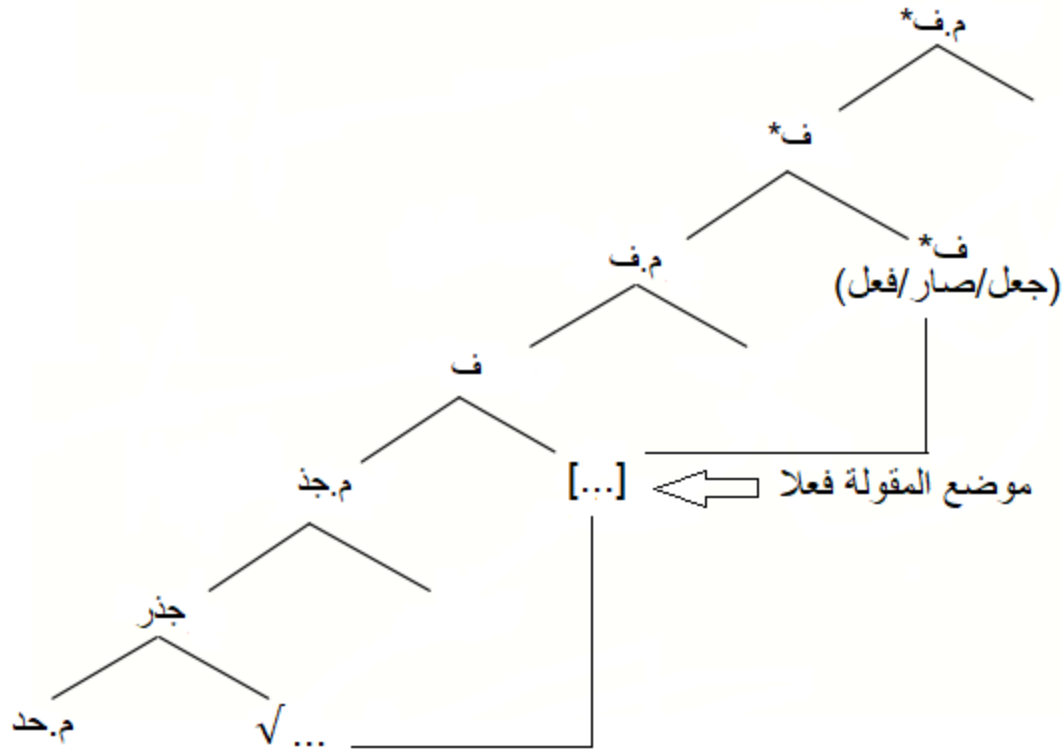 م.ف*
ف*
ف*
(جعل/صار/فعل)
م.ف
ف
[...]
موضع المقولة فعلا
م.جذ
جذر
√ ...
م.حد